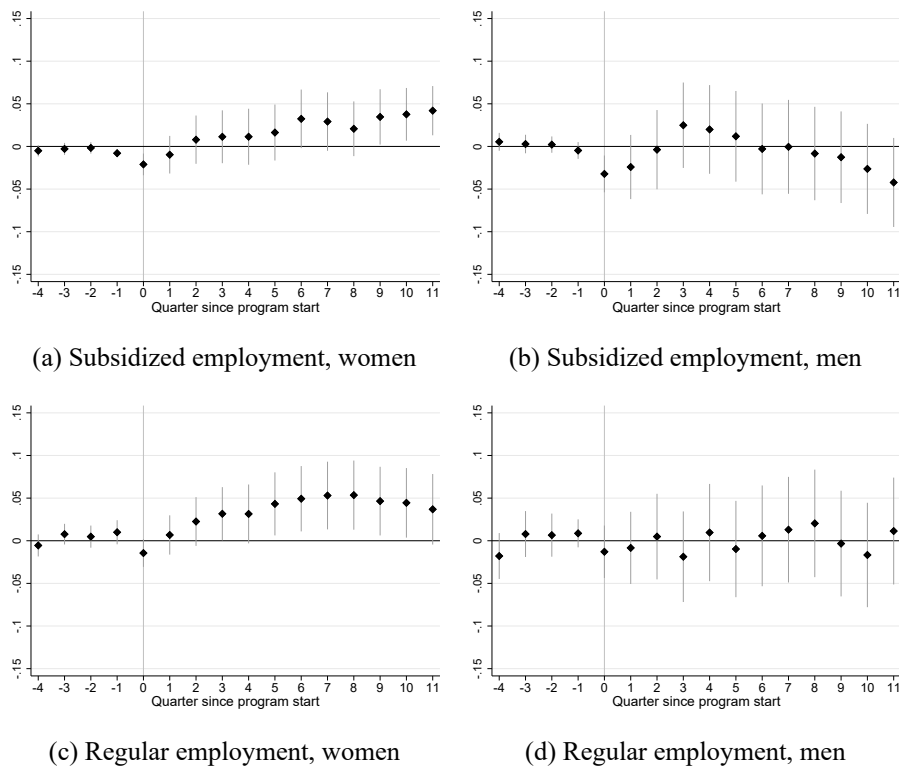 .15
.1
.05
0
-.05
-.1
-.15
-4 -3 -2 -1 0 1 2 3 4 5 6 7 8 9 10 11
Quarter since program start
(a) Subsidized employment, women
.15
.1
.05
0
-.05
-.1
-.15
-4 -3 -2 -1 0 1 2 3 4 5 6 7 8 9 10 11
Quarter since program start
(b) Subsidized employment, men
.15
.1
.05
0
-.05
-.1
-.15
-4 -3 -2 -1 0 1 2 3 4 5 6 7 8 9 10 11
Quarter since program start
(c) Regular employment, women
.15
.1
.05
0
-.05
-.1
-.15
-4 -3 -2 -1 0 1 2 3 4 5 6 7 8 9 10 11
Quarter since program start
(d) Regular employment, men